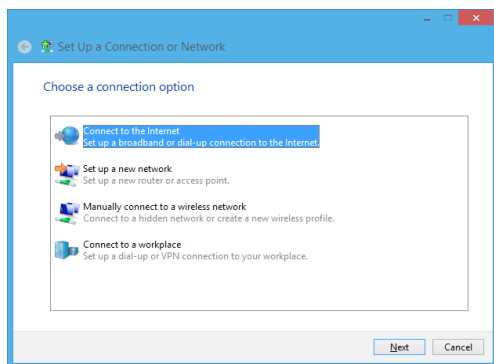 Set Up a Connection or Network
Choose a connection option
Connect to the Internet
Set up a broadband or dial-up connection to the Internet.
Set up a new network
Set up a new router or access point.
Manually connect to a wireless network
Connect to a hidden network or create a new wireless profile.
Connect to a workplace
Set up a dial-up or VPN connection to your workplace.
Next Cancel